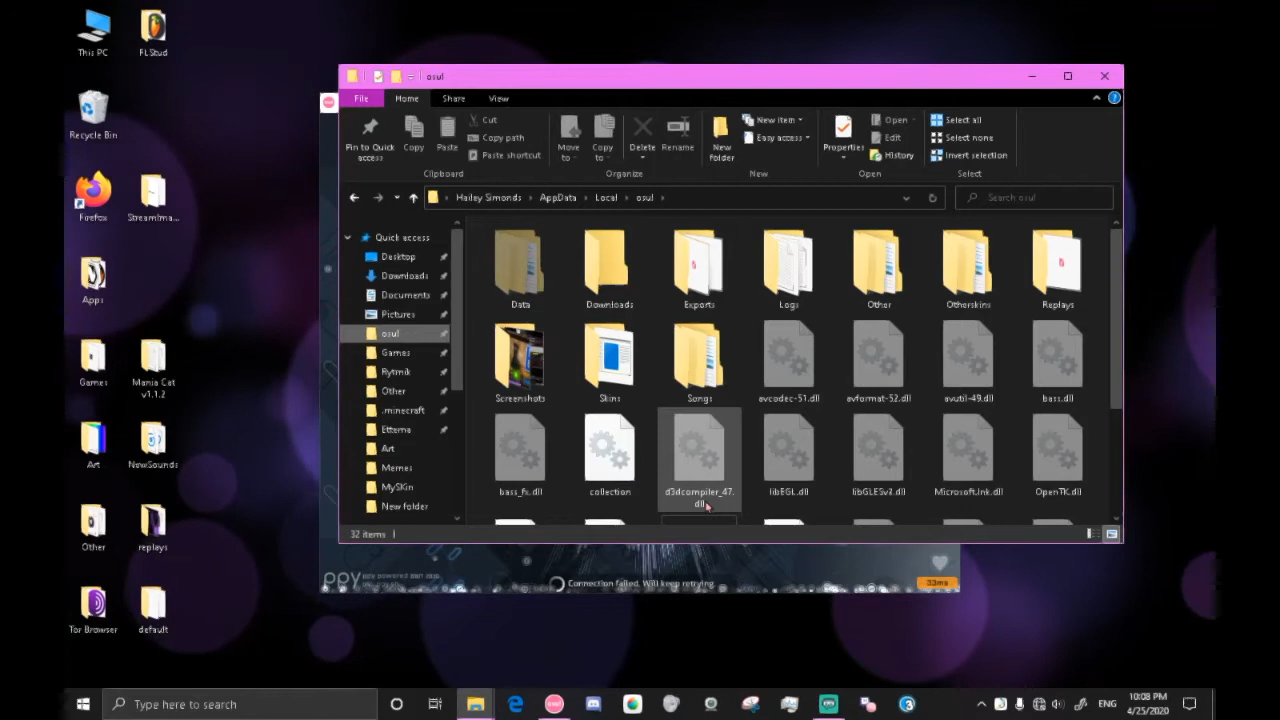 This PC
FLStud
Recycle Bin
Firefox
StreamIma...
Apps
Games
Mania Cat
v1.1.2
Art
NewSounds
Other
replays
Tor Browser
default
osu!
File
Home
Share
View
Pin to Quick
access
Copy
Paste
Cut
Copy path
Paste shortcut
Clipboard
Move
to
Copy
to
Delete
Rename
Organize
New
folder
New item
Easy access
New
Properties
Open
Edit
History
Open
Select all
Select none
Invert selection
Select
Hailey Simonds
AppData
Local
osu!
Search osu!
Quick access
Desktop
Downloads
Documents
Pictures
osu!
Games
Rytmik
Other
.minecraft
Etterna
Art
Memes
MySKin
New folder
Data
Downloads
Exports
Logs
Other
Otherskins
Replays
Screenshots
Skins
Songs
avcodec-51.dll
avformat-52.dll
avutil-49.dll
bass.dll
bass_fx.dll
collection
d3dcompiler_47.
dll
libEGL.dll
libGLESv2.dll
Microsoft.Ink.dll
OpenTK.dll
32 items
ppy
Connection failed. Will keep retrying
33ms
Type here to search
osu!
ENG
10:08 PM
4/25/2020